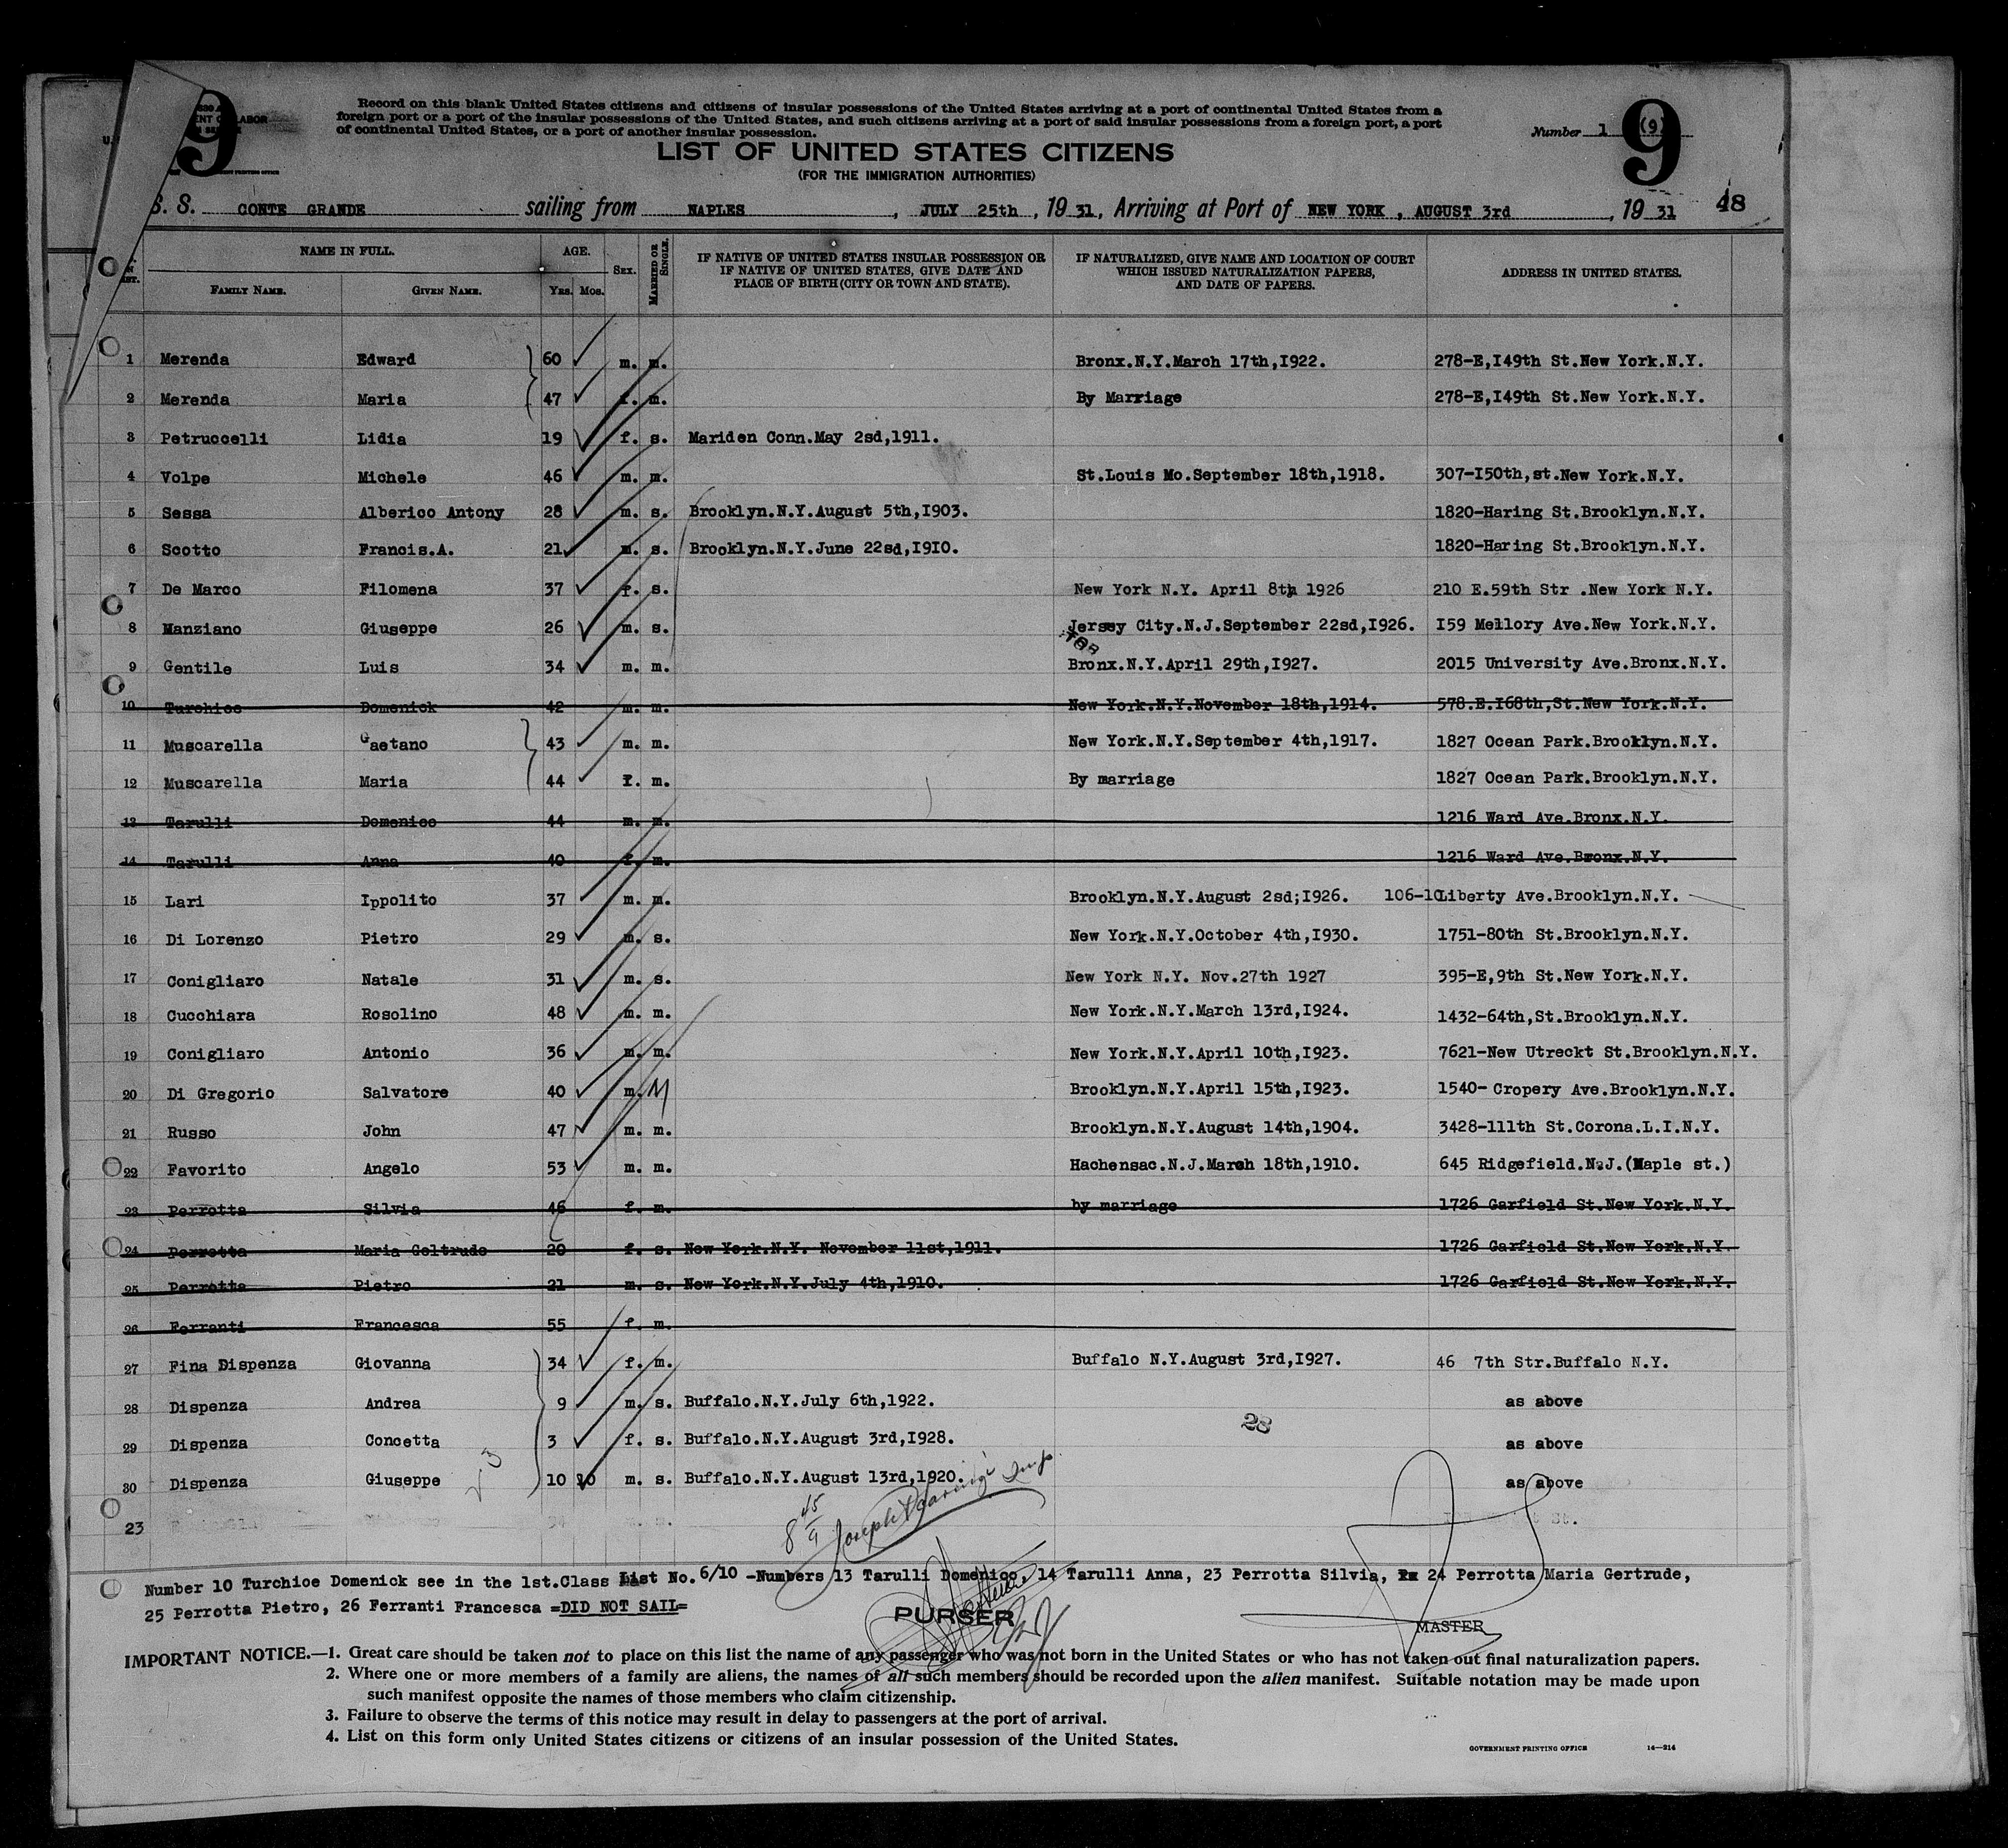 9
LABOR
Record on this blank United States citizens and citizens of insular possessions of the United States arriving at a port of continental United States from a
foreign port or a port of the insular possessions of the United States, and such citizens arriving at a port of said insular possessions from a foreign port, a port
of continental United States, or a port of another insular possession.
Number 1 (9) 9
LIST OF UNITED STATES CITIZENS
(FOR THE IMMIGRATION AUTHORITIES)
S. S. CONTE GRANDE sailing from NAPLES, JULY 25th, 19 31, Arriving at Port of NEW YORK, AUGUST 3rd, 19 31 48
NAME IN FULL. AGE. SEX. MARRIED OR SINGLE. IF NATIVE OF UNITED STATES INSULAR POSSESSION OR IF NATIVE OF UNITED STATES, GIVE DATE AND PLACE OF BIRTH (CITY OR TOWN AND STATE). IF NATURALIZED, GIVE NAME AND LOCATION OF COURT WHICH ISSUED NATURALIZATION PAPERS, AND DATE OF PAPERS. ADDRESS IN UNITED STATES.
FAMILY NAME. GIVEN NAME. YRS. MOS.
1 Merenda Edward 60 m. m. Bronx.N.Y.March 17th,I922. 278-E,I49th St.New York.N.Y.
2 Merenda Maria 47 f. m. By Marriage 278-E,I49th St.New York.N.Y.
3 Petruccelli Lidia 19 f. s. Mariden Conn.May 2sd,1911.
4 Volpe Michele 46 m. m. St.Louis Mo.September 18th,1918. 307-I50th,st.New York.N.Y.
5 Sessa Alberico Antony 28 m. s. Brooklyn.N.Y.August 5th,I903. 1820-Haring St.Brooklyn.N.Y.
6 Scotto Francis.A. 21 m. s. Brooklyn.N.Y.June 22sd,I9I0. 1820-Haring St.Brooklyn.N.Y.
7 De Marco Filomena 37 f. s. New York N.Y. April 8th 1926 210 E.59th Str .New York N.Y.
8 Manziano Giuseppe 26 m. s. Jersey City.N.J.September 22sd,I926. I59 Mellory Ave.New York.N.Y.
9 Gentile Luis 34 m. m. Bronx.N.Y.April 29th,I927. 2015 University Ave.Bronx.N.Y.
10 Turchioe Domenick 42 m. m. New York.N.Y.November 18th,1914. 578.E.I68th,St.New York.N.Y.
11 Muscarella Gaetano 43 m. m. New York.N.Y.September 4th,1917. 1827 Ocean Park.Brooklyn.N.Y.
12 Muscarella Maria 44 f. m. By marriage 1827 Ocean Park.Brooklyn.N.Y.
13 Tarulli Domenico 44 m. m. 1216 Ward Ave.Bronx.N.Y.
14 Tarulli Anna 40 f. m. 1216 Ward Ave.Bronx.N.Y.
15 Lari Ippolito 37 m. m. Brooklyn.N.Y.August 2sd;I926. 106-10Liberty Ave.Brooklyn.N.Y.
16 Di Lorenzo Pietro 29 m. s. New York.N.Y.October 4th,I930. 1751-80th St.Brooklyn.N.Y.
17 Conigliaro Natale 31 m. s. New York N.Y. Nov.27th 1927 395-E,9th St.New York.N.Y.
18 Cucchiara Rosolino 48 m. m. New York.N.Y.March 13rd,I924. 1432-64th,St.Brooklyn.N.Y.
19 Conigliaro Antonio 36 m. m. New York.N.Y.April 10th,I923. 7621-New Utreckt St.Brooklyn.N.Y.
20 Di Gregorio Salvatore 40 m. M Brooklyn.N.Y.April 15th,I923. 1540- Cropery Ave.Brooklyn.N.Y.
21 Russo John 47 m. m. Brooklyn.N.Y.August 14th,1904. 3428-111th St.Corona.L.I.N.Y.
22 Favorito Angelo 53 m. m. Hachensac.N.J.March 18th,1910. 645 Ridgefield.N.J.(Maple st.)
23 Perrotta Silvia 46 f. m. by marriage 1726 Garfield St.New York.N.Y.
24 Perrotta Maria Geltrude 20 f. s. New York.N.Y. November 11st,1911. 1726 Garfield St.New York.N.Y.
25 Perrotta Pietro 21 m. s. New York.N.Y.July 4th,1910. 1726 Garfield St.New York.N.Y.
26 Ferranti Francesca 55 f. m.
27 Fina Dispenza Giovanna 34 f. m. Buffalo N.Y.August 3rd,I927. 46 7th Str.Buffalo N.Y.
28 Dispenza Andrea 9 m. s. Buffalo.N.Y.July 6th,1922. as above
29 Dispenza Concetta 3 f. s. Buffalo.N.Y.August 3rd,I928. 28 as above
30 Dispenza Giuseppe 10 10 m. s. Buffalo.N.Y.August 13rd,1920. as above
23
Number 10 Turchioe Domenick see in the 1st.Class List No.6/10 -Numbers 13 Tarulli Domenico, 14 Tarulli Anna, 23 Perrotta Silvia, 24 Perrotta Maria Gertrude,
25 Perrotta Pietro, 26 Ferranti Francesca =DID NOT SAIL=
PURSER
MASTER
IMPORTANT NOTICE.—1. Great care should be taken not to place on this list the name of any passenger who was not born in the United States or who has not taken out final naturalization papers.
2. Where one or more members of a family are aliens, the names of all such members should be recorded upon the alien manifest. Suitable notation may be made upon
such manifest opposite the names of those members who claim citizenship.
3. Failure to observe the terms of this notice may result in delay to passengers at the port of arrival.
4. List on this form only United States citizens or citizens of an insular possession of the United States.
GOVERNMENT PRINTING OFFICE 14—214